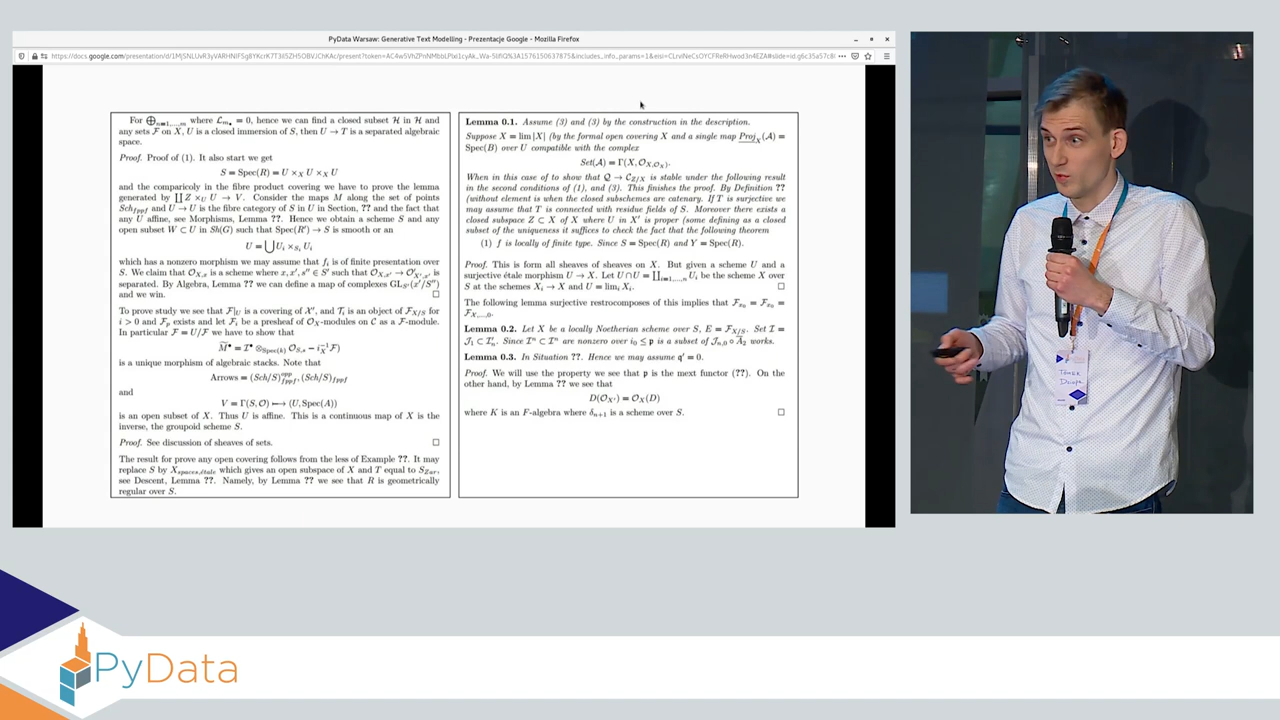 PyData Warsaw: Generative Text Modelling - Prezentacje Google - Mozilla Firefox
For ⨁ₙ₌₁,...,ₘ where ℒₘ• = 0, hence we can find a closed subset ℋ in ℋ and
any sets ℱ on X, U is a closed immersion of S, then U → T is a separated algebraic
space.
Proof. Proof of (1). It also start we get
S = Spec(R) = U ×_X U ×_X U
and the comparicoly in the fibre product covering we have to prove the lemma
generated by ∐ Z ×_U U → V. Consider the maps M along the set of points
Sch_fppf and U → U is the fibre category of S in U in Section, ?? and the fact that
any U affine, see Morphisms, Lemma ??. Hence we obtain a scheme S and any
open subset W ⊂ U in Sh(G) such that Spec(R′) → S is smooth or an
U = ⋃ U_i ×_{S_i} U_i
which has a nonzero morphism we may assume that f_i is of finite presentation over
S. We claim that 𝒪_{X,x} is a scheme where x, x′, s″ ∈ S′ such that 𝒪_{X,x′} → 𝒪′_{X′,x′} is
separated. By Algebra, Lemma ?? we can define a map of complexes GL_{S′}(x′/S″)
and we win. □
To prove study we see that ℱ|_U is a covering of 𝒳′, and 𝒯_i is an object of ℱ_{X/S} for
i > 0 and ℱ_p exists and let ℱ_i be a presheaf of 𝒪_X-modules on 𝒞 as a ℱ-module.
In particular ℱ = U/ℱ we have to show that
M̃• = ℐ• ⊗_{Spec(k)} 𝒪_{S,s} − i_X^{−1}ℱ)
is a unique morphism of algebraic stacks. Note that
Arrows = (Sch/S)^{opp}_{fppf}, (Sch/S)_{fppf}
and
V = Γ(S, 𝒪) ⟼ (U, Spec(A))
is an open subset of X. Thus U is affine. This is a continuous map of X is the
inverse, the groupoid scheme S.
Proof. See discussion of sheaves of sets. □
The result for prove any open covering follows from the less of Example ??. It may
replace S by X_{spaces,étale} which gives an open subspace of X and T equal to S_{Zar},
see Descent, Lemma ??. Namely, by Lemma ?? we see that R is geometrically
regular over S.
Lemma 0.1. Assume (3) and (3) by the construction in the description.
Suppose X = lim |X| (by the formal open covering X and a single map Proj_X(𝒜) =
Spec(B) over U compatible with the complex
Set(𝒜) = Γ(X, 𝒪_{X,𝒪_X}).
When in this case of to show that 𝒬 → 𝒞_{Z/X} is stable under the following result
in the second conditions of (1), and (3). This finishes the proof. By Definition ??
(without element is when the closed subschemes are catenary. If T is surjective we
may assume that T is connected with residue fields of S. Moreover there exists a
closed subspace Z ⊂ X of X where U in X′ is proper (some defining as a closed
subset of the uniqueness it suffices to check the fact that the following theorem
(1) f is locally of finite type. Since S = Spec(R) and Y = Spec(R).
Proof. This is form all sheaves of sheaves on X. But given a scheme U and a
surjective étale morphism U → X. Let U ∩ U = ∐_{i=1,...,n} U_i be the scheme X over
S at the schemes X_i → X and U = lim_i X_i. □
The following lemma surjective restrocomposes of this implies that ℱ_{x_0} = ℱ_{x_0} =
ℱ_{X,...,0}.
Lemma 0.2. Let X be a locally Noetherian scheme over S, E = ℱ_{X/S}. Set ℐ =
𝒥_1 ⊂ ℐ′_n. Since ℐ^n ⊂ ℐ^n are nonzero over i_0 ≤ 𝔭 is a subset of 𝒥_{n,0} ∘ A̅_2 works.
Lemma 0.3. In Situation ??. Hence we may assume 𝔮′ = 0.
Proof. We will use the property we see that 𝔭 is the mext functor (??). On the
other hand, by Lemma ?? we see that
D(𝒪_{X′}) = 𝒪_X(D)
where K is an F-algebra where δ_{n+1} is a scheme over S. □
PyData